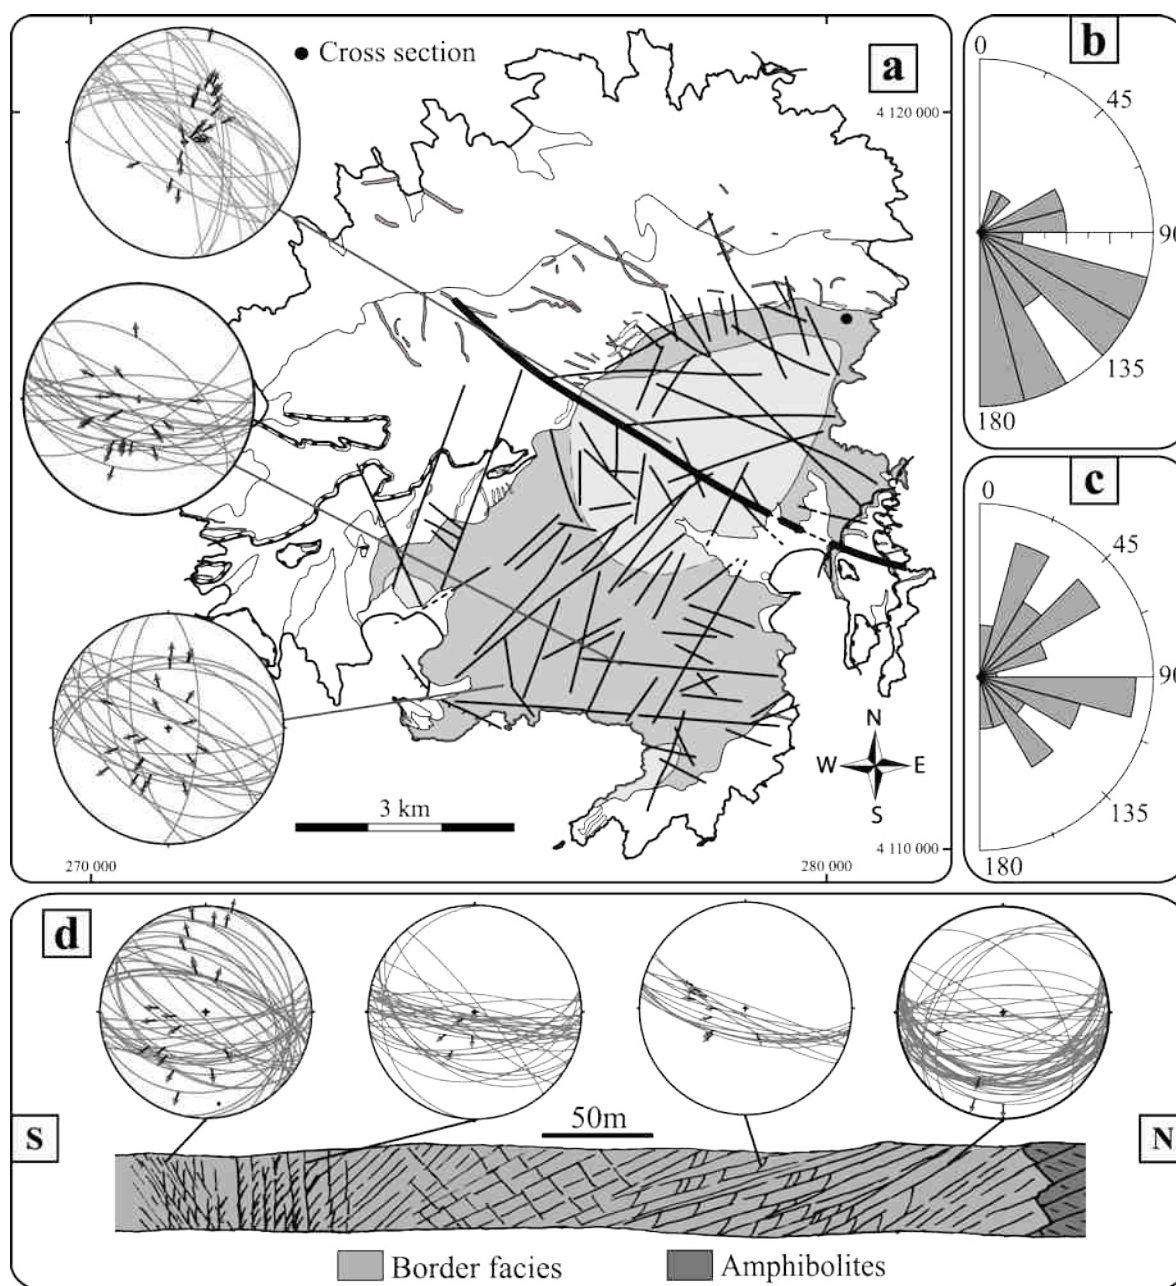 a
Cross section
4 120 000
N
W E
S
3 km
4 110 000
270 000
280 000
b
0
45
90
135
180
c
0
45
90
135
180
d
50m
S
N
Border facies
Amphibolites